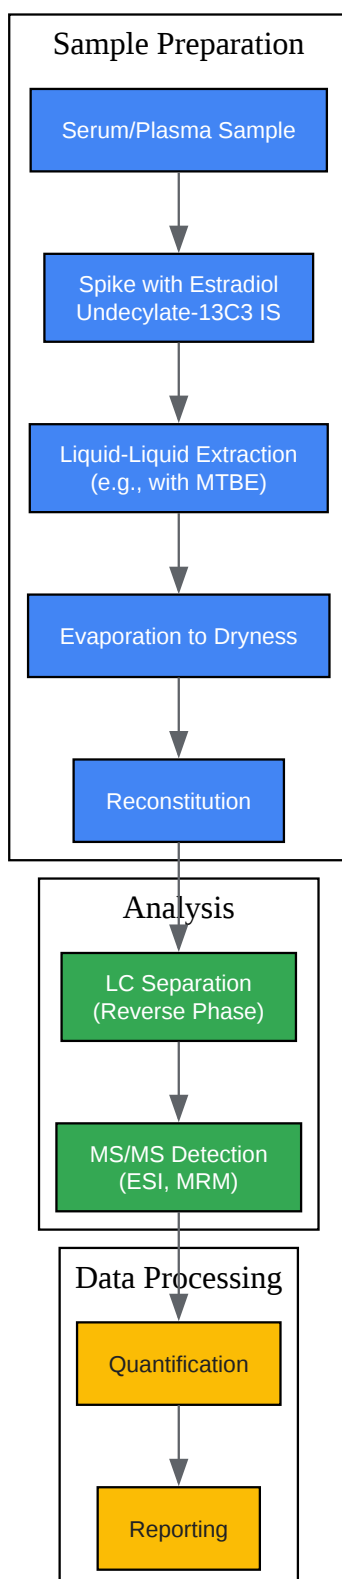 Sample Preparation
Serum/Plasma Sample
Spike with Estradiol
Undecylate-13C3 IS
Liquid-Liquid Extraction
(e.g., with MTBE)
Evaporation to Dryness
Reconstitution
Analysis
LC Separation
(Reverse Phase)
MS/MS Detection
(ESI, MRM)
Data Processing
Quantification
Reporting